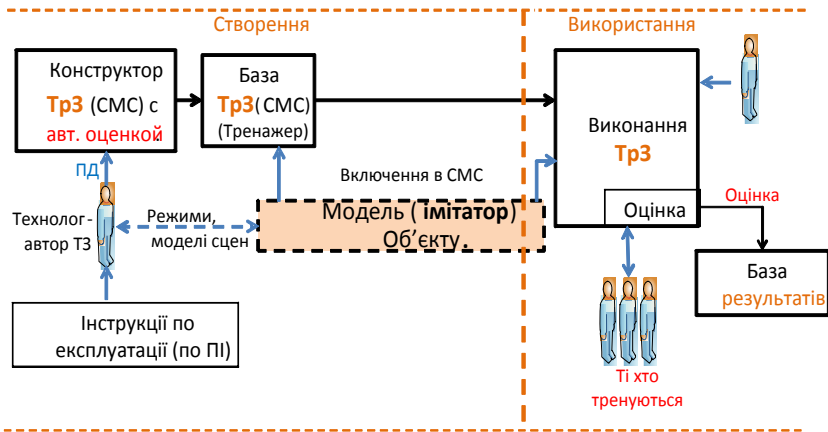 Створення
Використання
Конструктор
ТрЗ (СМС) с
авт. оценкой.
База
ТрЗ(СМС)
(Тренажер)
Виконання
ТрЗ
Оцінка
Оцінка
База
результатів
ПД
Включення в СМС
Технолог-
автор ТЗ
Режими,
моделі сцен
Модель ( імітатор)
Об’єкту.
Інструкції по
експлуатації (по ПІ)
Ті хто
тренуються